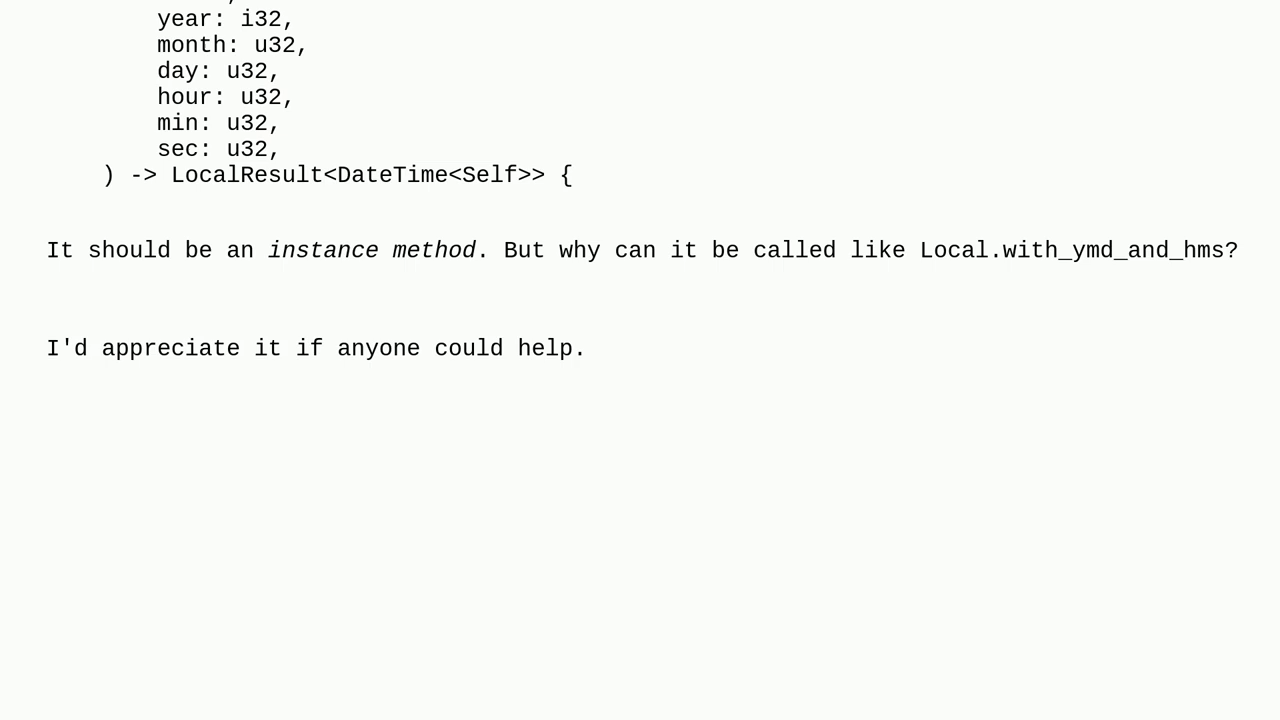 year: i32,
month: u32,
day: u32,
hour: u32,
min: u32,
sec: u32,
) -> LocalResult<DateTime<Self>> {
It should be an instance method. But why can it be called like Local.with_ymd_and_hms?
I'd appreciate it if anyone could help.